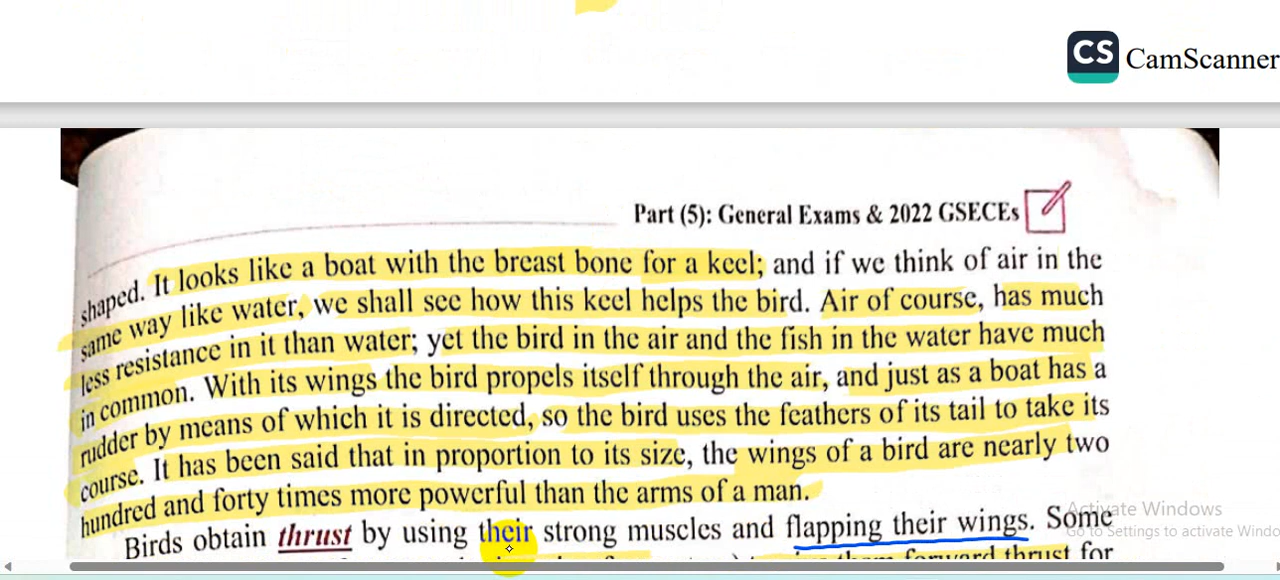 CS CamScanner
Part (5): General Exams & 2022 GSECEs
shaped. It looks like a boat with the breast bone for a keel; and if we think of air in the
same way like water, we shall see how this keel helps the bird. Air of course, has much
less resistance in it than water; yet the bird in the air and the fish in the water have much
in common. With its wings the bird propels itself through the air, and just as a boat has a
rudder by means of which it is directed, so the bird uses the feathers of its tail to take its
course. It has been said that in proportion to its size, the wings of a bird are nearly two
hundred and forty times more powerful than the arms of a man.
Birds obtain thrust by using their strong muscles and flapping their wings. Some
them forward thrust for
Activate Windows
Go to Settings to activate Windo